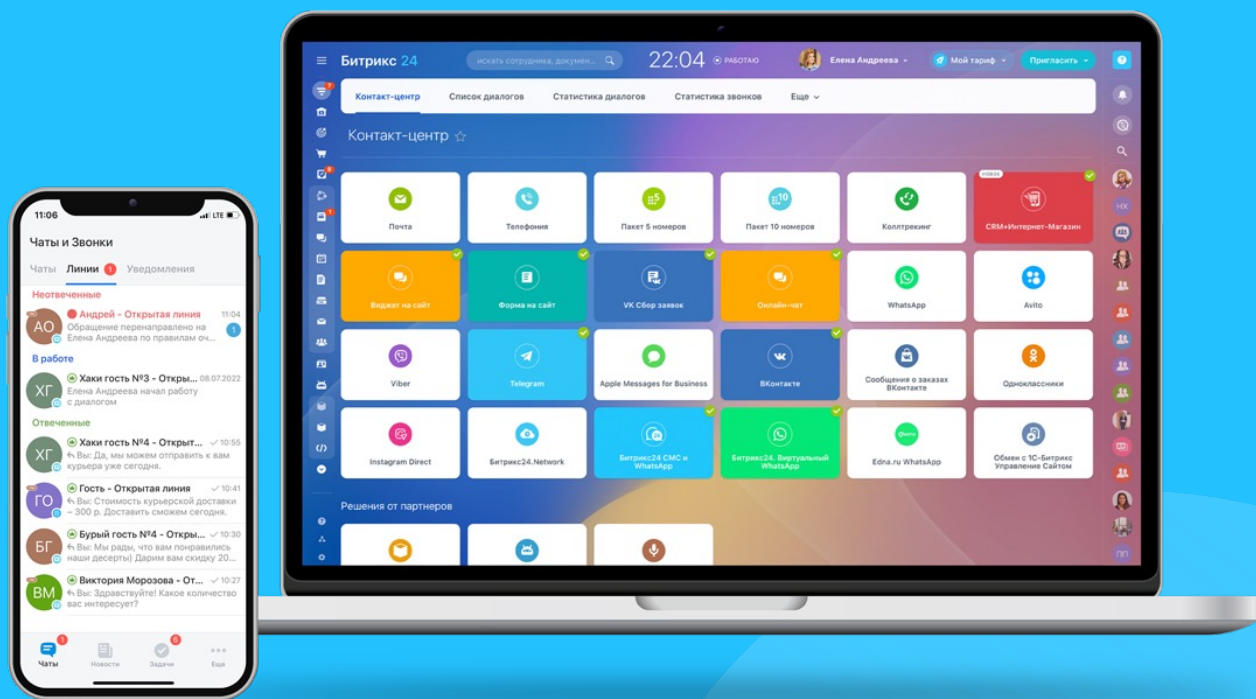 Битрикс 24
искать сотрудника, докумен...
22:04
РАБОТАЮ
Елена Андреева
Мой тариф
Пригласить
Контакт-центр
Список диалогов
Статистика диалогов
Статистика звонков
Еще
Контакт-центр
Почта
Телефония
Пакет 5 номеров
Пакет 10 номеров
Коллтрекинг
НОВОЕ
CRM+Интернет-Магазин
Виджет на сайт
Форма на сайт
VK Сбор заявок
Онлайн-чат
WhatsApp
Avito
Viber
Telegram
Apple Messages for Business
ВКонтакте
Сообщения о заказах
ВКонтакте
Одноклассники
Instagram Direct
Битрикс24.Network
Битрикс24 СМС и
WhatsApp
Битрикс24. Виртуальный
WhatsApp
Edna.ru WhatsApp
Обмен с 1С-Битрикс
Управление Сайтом
Решения от партнеров
НХ
ПП
11:06
LTE
Чаты и Звонки
Чаты
Линии 1
Уведомления
Неотвеченные
АО
Андрей - Открытая линия
11:04
Обращение перенаправлено на
Елена Андреева по правилам оч...
1
В работе
ХГ
Хаки гость №3 - Откры...
08.07.2022
Елена Андреева начал работу
с диалогом
Отвеченные
ХГ
Хаки гость №4 - Открыт...
10:55
Вы: Да, мы можем отправить к вам
курьера уже сегодня.
ГО
Гость - Открытая линия
10:41
Вы: Стоимость курьерской доставки
– 300 р. Доставить сможем сегодня.
БГ
Бурый гость №4 - Откры...
10:30
Вы: Мы рады, что вам понравились
наши десерты) Дарим вам скидку 20...
ВМ
Виктория Морозова - От...
10:27
Вы: Здравствуйте! Какое количество
вас интересует?
1
6
Чаты
Новости
Задачи
Еще